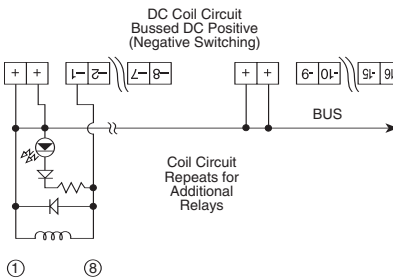 DC Coil Circuit
Bussed DC Positive
(Negative Switching)
+ + -1- -2- -7- -8- + + -9 -10 -15 16
BUS
Coil Circuit
Repeats for
Additional
Relays
1 8